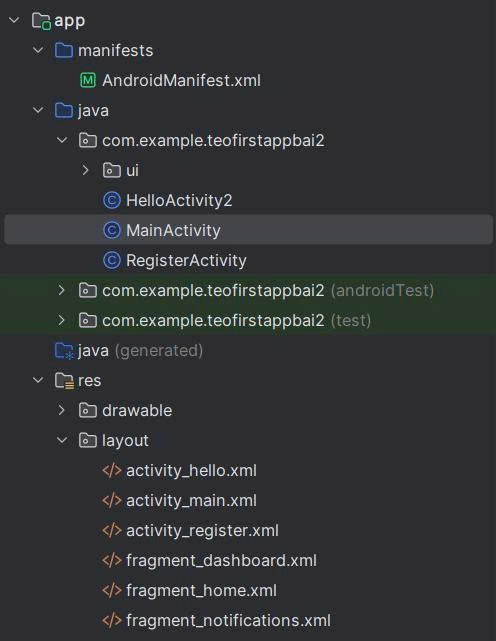 app
manifests
AndroidManifest.xml
java
com.example.teofirstappbai2
ui
HelloActivity2
MainActivity
RegisterActivity
com.example.teofirstappbai2 (androidTest)
com.example.teofirstappbai2 (test)
java (generated)
res
drawable
layout
activity_hello.xml
activity_main.xml
activity_register.xml
fragment_dashboard.xml
fragment_home.xml
fragment_notifications.xml